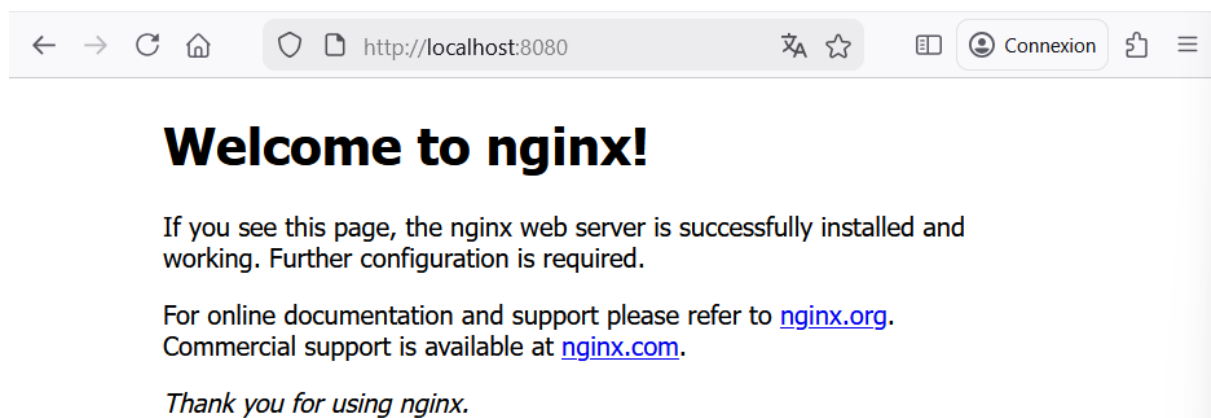 http://localhost:8080
Connexion
Welcome to nginx!
If you see this page, the nginx web server is successfully installed and
working. Further configuration is required.
For online documentation and support please refer to nginx.org.
Commercial support is available at nginx.com.
Thank you for using nginx.